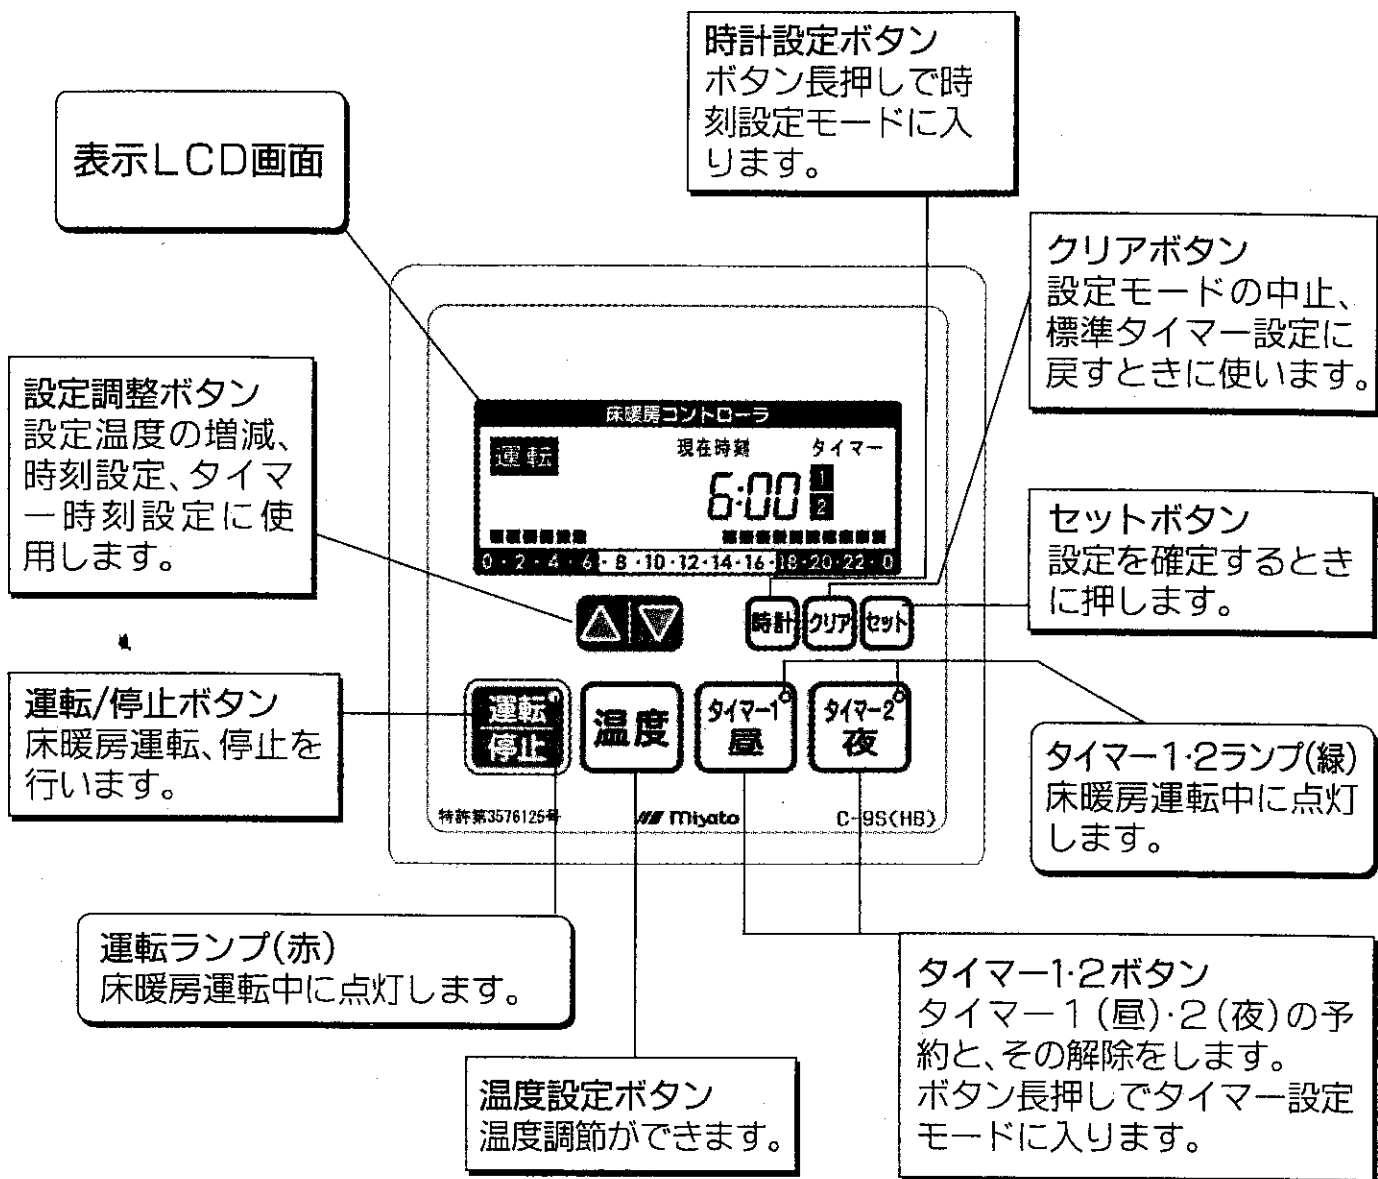 時計設定ボタン
ボタン長押しで時
刻設定モードに入
ります。
表示LCD画面
クリアボタン
設定モードの中止、
標準タイマー設定に
戻すときに使います。
設定調整ボタン
設定温度の増減、
時刻設定、タイマ
ー時刻設定に使
用します。
床暖房コントローラ
運転
現在時刻
タイマー
6:00
1
2
0・2・4・6・8・10・12・14・16・18・20・22・0
セットボタン
設定を確定するとき
に押します。
時計
クリア
セット
運転/停止ボタン
床暖房運転、停止を
行います。
運転
停止
温度
タイマー1
昼
タイマー2
夜
タイマー1・2ランプ(緑)
床暖房運転中に点灯
します。
特許第3576125号
Miyato
C-9S(HB)
運転ランプ(赤)
床暖房運転中に点灯します。
タイマー1・2ボタン
タイマー1(昼)・2(夜)の予
約と、その解除をします。
ボタン長押しでタイマー設定
モードに入ります。
温度設定ボタン
温度調節ができます。